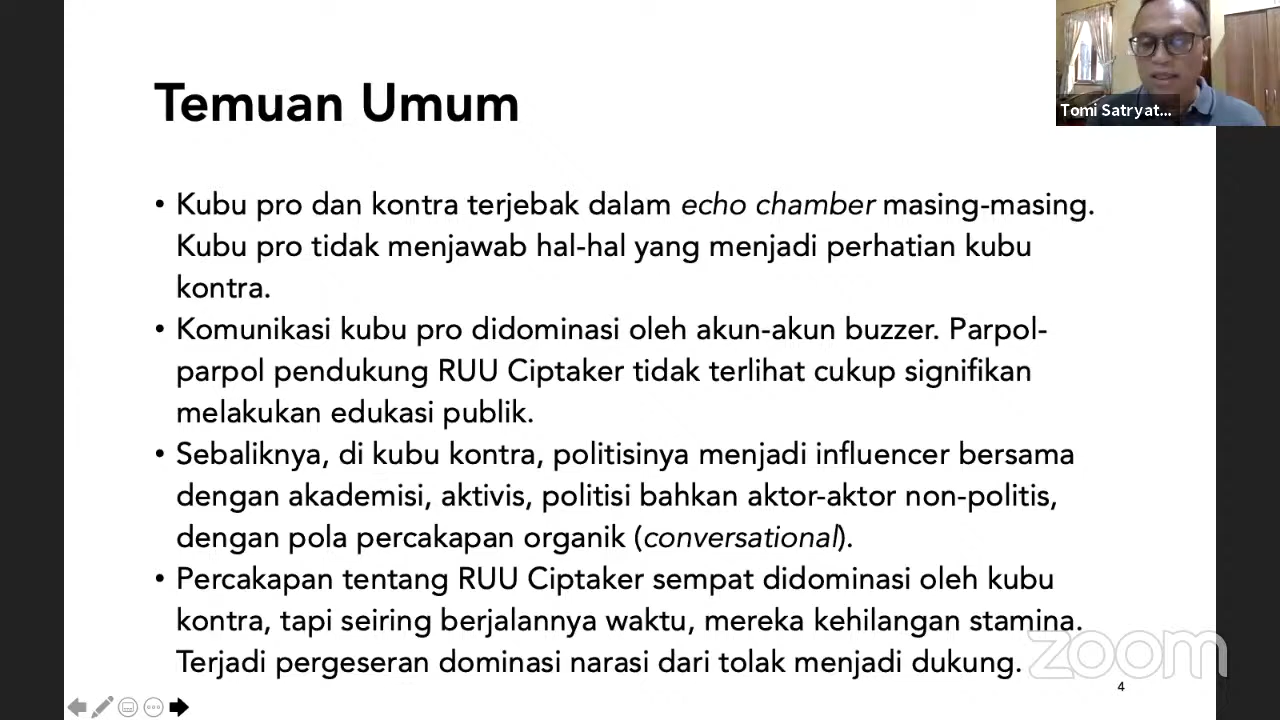 Temuan Umum
Tomi Satryat...
• Kubu pro dan kontra terjebak dalam echo chamber masing-masing.
Kubu pro tidak menjawab hal-hal yang menjadi perhatian kubu
kontra.
• Komunikasi kubu pro didominasi oleh akun-akun buzzer. Parpol-
parpol pendukung RUU Ciptaker tidak terlihat cukup signifikan
melakukan edukasi publik.
• Sebaliknya, di kubu kontra, politisinya menjadi influencer bersama
dengan akademisi, aktivis, politisi bahkan aktor-aktor non-politis,
dengan pola percakapan organik (conversational).
• Percakapan tentang RUU Ciptaker sempat didominasi oleh kubu
kontra, tapi seiring berjalannya waktu, mereka kehilangan stamina.
Terjadi pergeseran dominasi narasi dari tolak menjadi dukung.
zoom
4